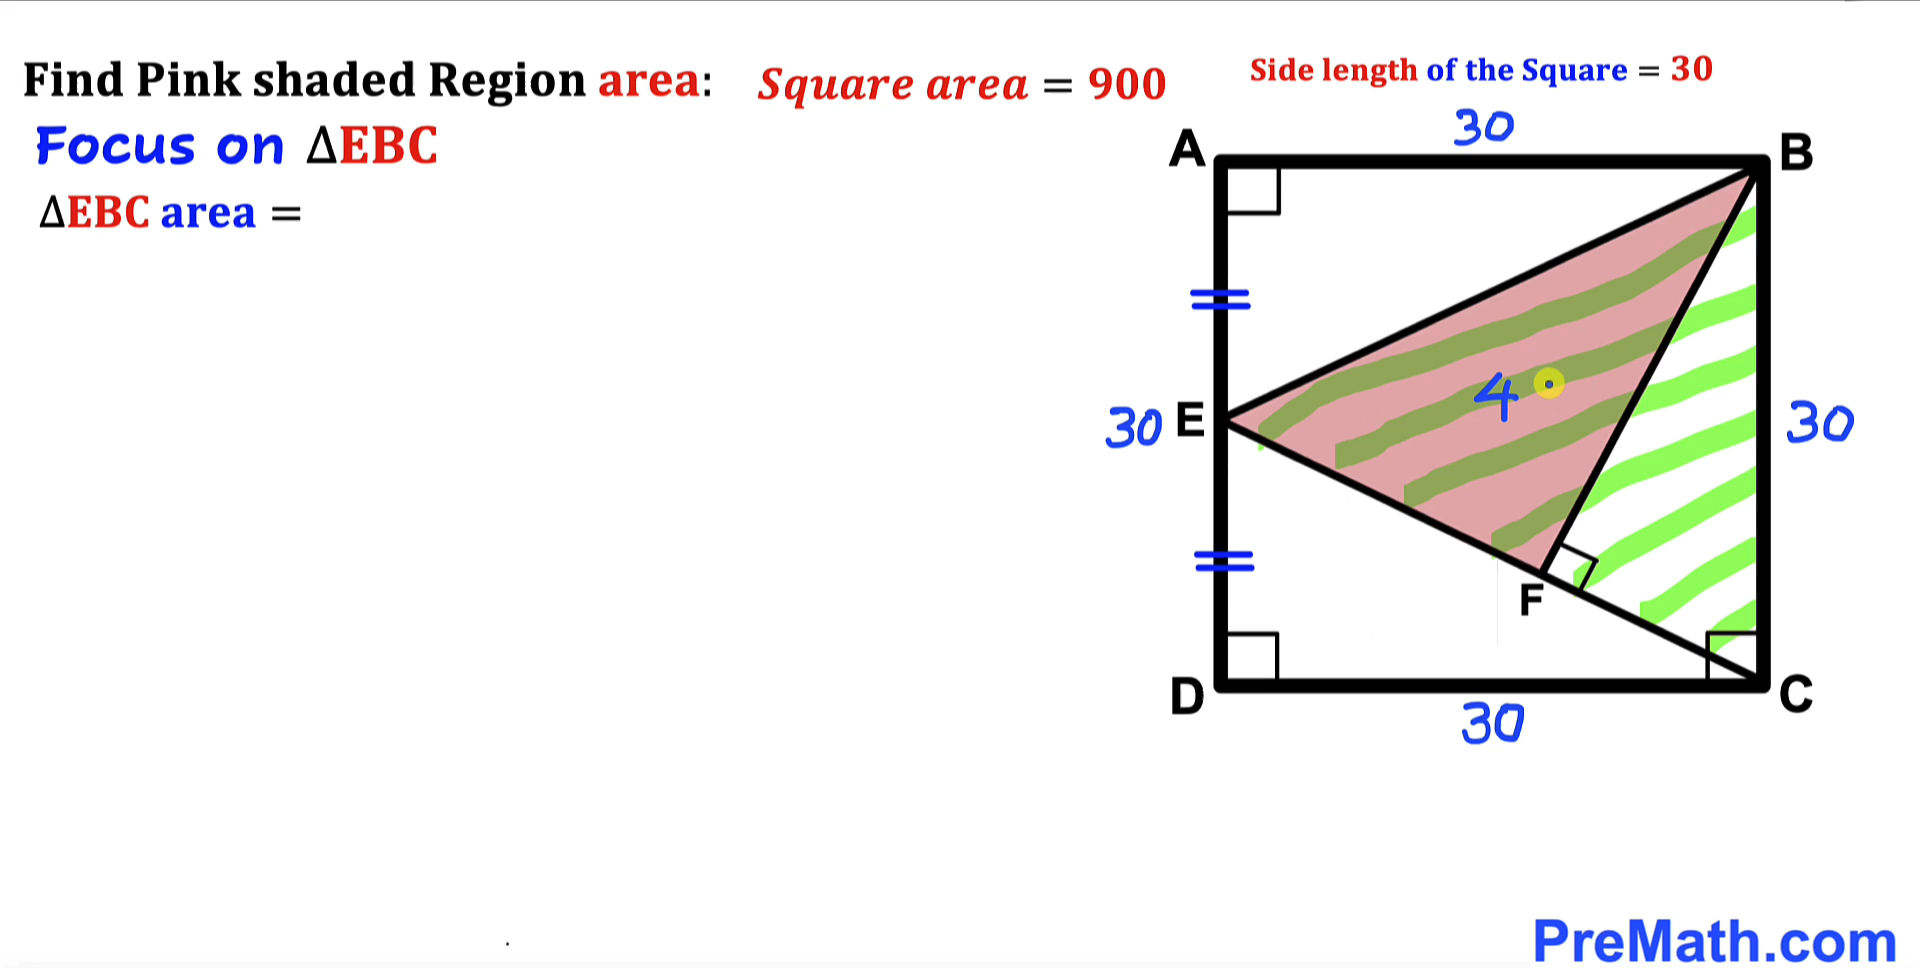 Find Pink shaded Region area: Square area = 900
Side length of the Square = 30
Focus on ΔEBC
ΔEBC area =
30
A
B
4
30
E
30
F
D
C
30
PreMath.com